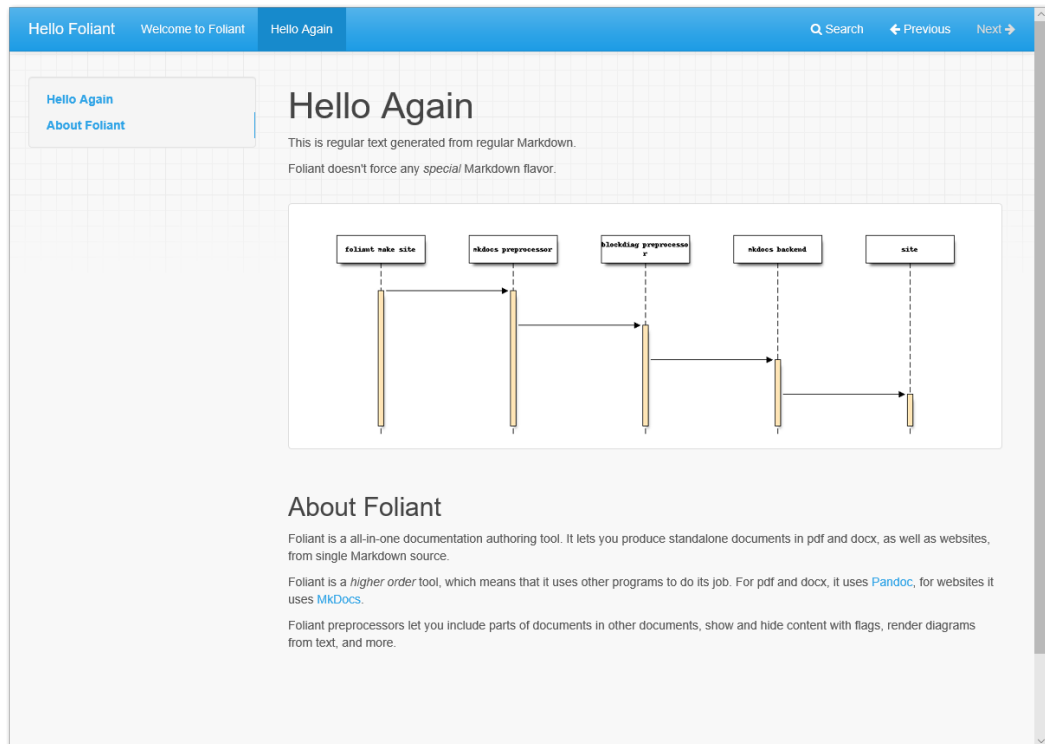 Hello Foliant Welcome to Foliant Hello Again Search Previous Next
Hello Again
About Foliant
Hello Again
This is regular text generated from regular Markdown.
Foliant doesn't force any special Markdown flavor.
foliant make site mkdocs preprocessor blockdiag preprocesso mkdocs backend site
r
About Foliant
Foliant is a all-in-one documentation authoring tool. It lets you produce standalone documents in pdf and docx, as well as websites,
from single Markdown source.
Foliant is a higher order tool, which means that it uses other programs to do its job. For pdf and docx, it uses Pandoc, for websites it
uses MkDocs.
Foliant preprocessors let you include parts of documents in other documents, show and hide content with flags, render diagrams
from text, and more.